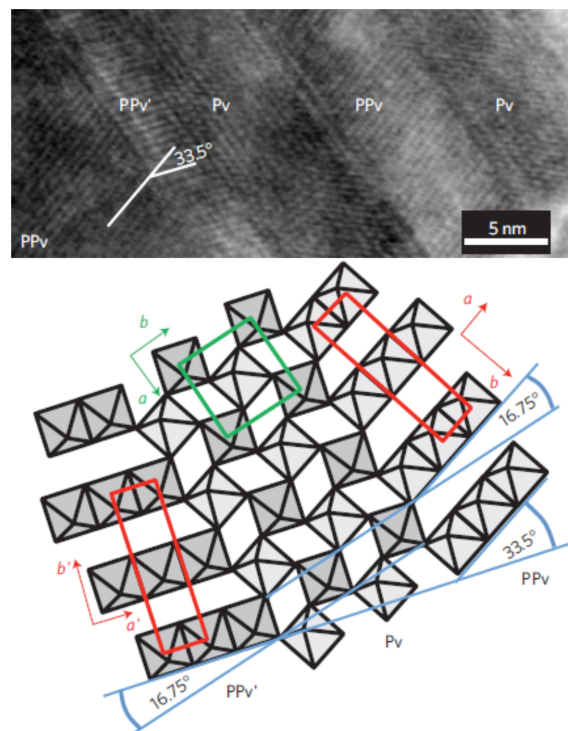 PPv' Pv PPv Pv
33.5°
PPv
5 nm
b
a
a
b
16.75°
33.5°
PPv
b'
a'
Pv
PPv'
16.75°